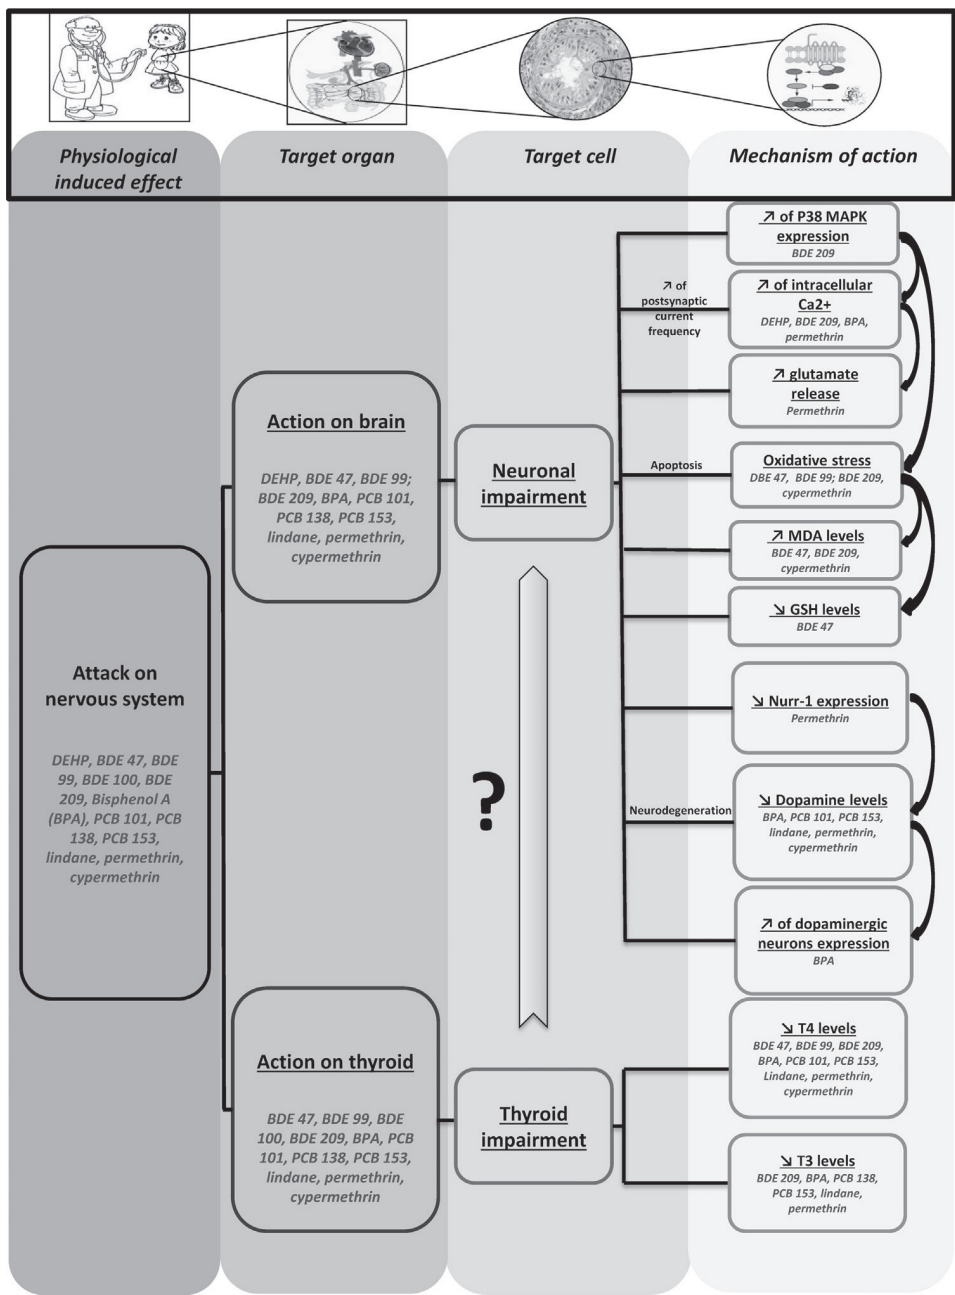 Physiological
induced effect
Target organ
Target cell
Mechanism of action
Attack on
nervous system
DEHP, BDE 47, BDE
99, BDE 100, BDE
209, Bisphenol A
(BPA), PCB 101, PCB
138, PCB 153,
lindane, permethrin,
cypermethrin
Action on brain
DEHP, BDE 47, BDE 99;
BDE 209, BPA, PCB 101,
PCB 138, PCB 153,
lindane, permethrin,
cypermethrin
Action on thyroid
BDE 47, BDE 99, BDE
100, BDE 209, BPA, PCB
101, PCB 138, PCB 153,
lindane, permethrin,
cypermethrin
Neuronal
impairment
?
Thyroid
impairment
↗ of
postsynaptic
current
frequency
Apoptosis
Neurodegeneration
↗ of P38 MAPK
expression
BDE 209
↗ of intracellular
Ca2+
DEHP, BDE 209, BPA,
permethrin
↗ glutamate
release
Permethrin
Oxidative stress
DBE 47, BDE 99; BDE 209,
cypermethrin
↗ MDA levels
BDE 47, BDE 209,
cypermethrin
↘ GSH levels
BDE 47
↘ Nurr-1 expression
Permethrin
↘ Dopamine levels
BPA, PCB 101, PCB 153,
lindane, permethrin,
cypermethrin
↗ of dopaminergic
neurons expression
BPA
↘ T4 levels
BDE 47, BDE 99, BDE 209,
BPA, PCB 101, PCB 153,
Lindane, permethrin,
cypermethrin
↘ T3 levels
BDE 209, BPA, PCB 138,
PCB 153, lindane,
permethrin